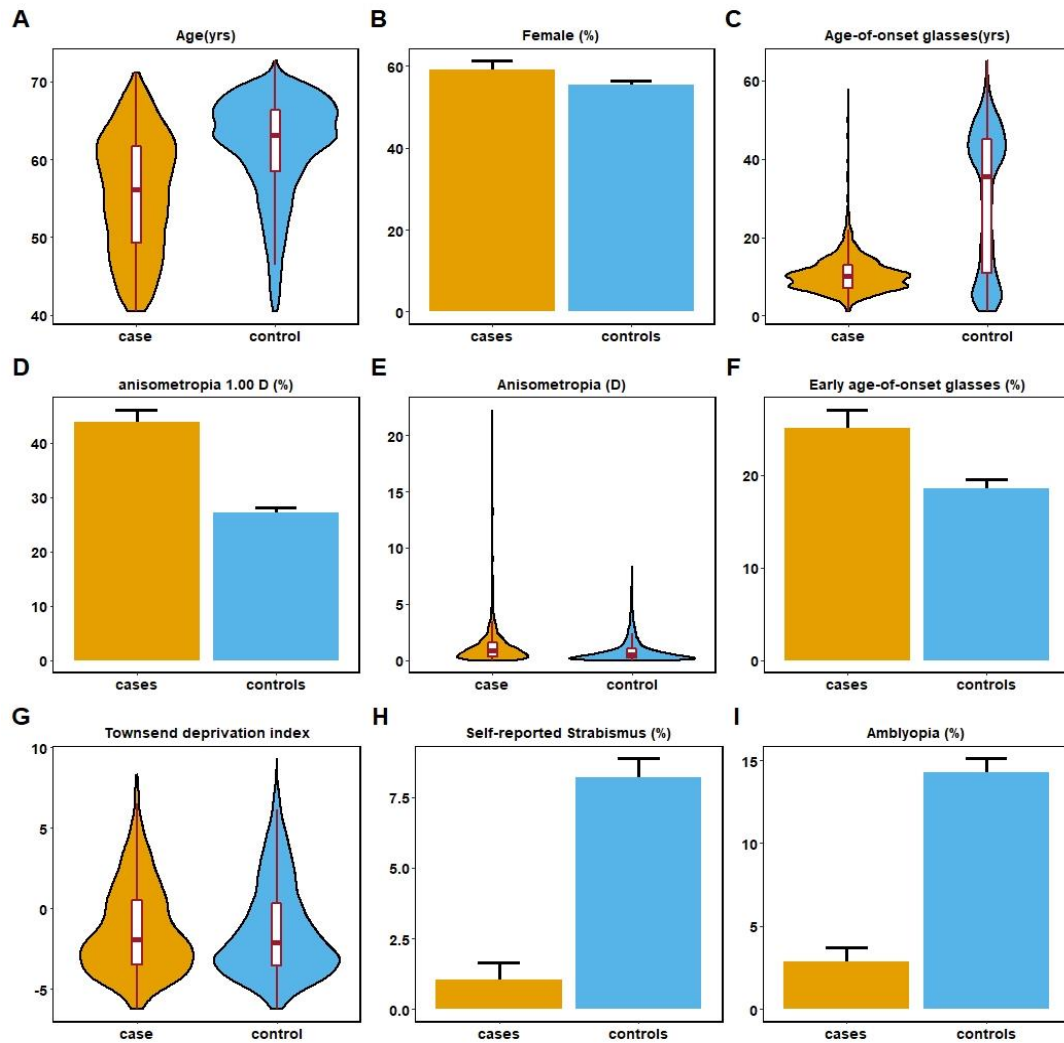 A
Age(yrs)
70
60
50
40
case control
B
Female (%)
60
40
20
0
cases controls
C
Age-of-onset glasses(yrs)
60
40
20
0
case control
D
anisometropia 1.00 D (%)
40
30
20
10
0
cases controls
E
Anisometropia (D)
20
15
10
5
0
case control
F
Early age-of-onset glasses (%)
20
10
0
cases controls
G
Townsend deprivation index
10
5
0
-5
case control
H
Self-reported Strabismus (%)
7.5
5.0
2.5
0.0
cases controls
I
Amblyopia (%)
15
10
5
0
cases controls